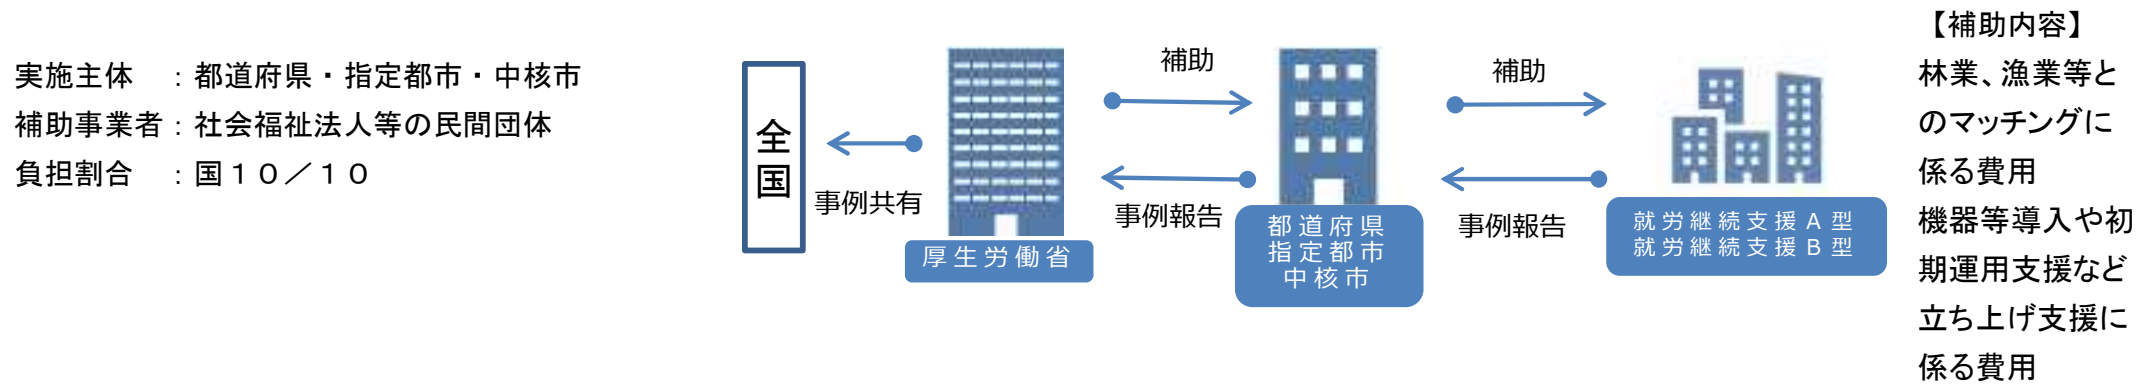 実施主体　：都道府県・指定都市・中核市
補助事業者：社会福祉法人等の民間団体
負担割合　：国１０／１０
全国
事例共有
厚生労働省
補助
事例報告
都道府県
指定都市
中核市
補助
事例報告
就労継続支援Ａ型
就労継続支援Ｂ型
【補助内容】
林業、漁業等と
のマッチングに
係る費用
機器等導入や初
期運用支援など
立ち上げ支援に
係る費用